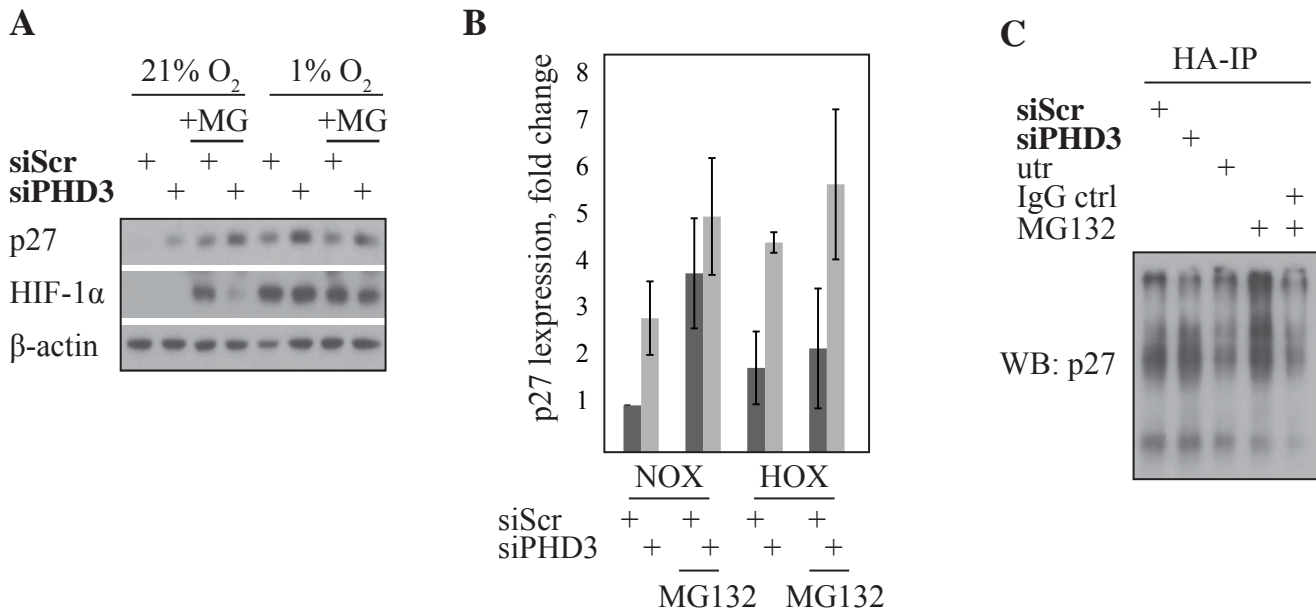 A
21% O2 1% O2
+MG +MG
siScr + + + +
siPHD3 + + + +
p27
HIF-1α
β-actin
B
p27 lexpression, fold change
8
7
6
5
4
3
2
1
NOX HOX
siScr + + + +
siPHD3 + + + +
MG132 MG132
C
HA-IP
siScr +
siPHD3 +
utr +
IgG ctrl +
MG132 + +
WB: p27